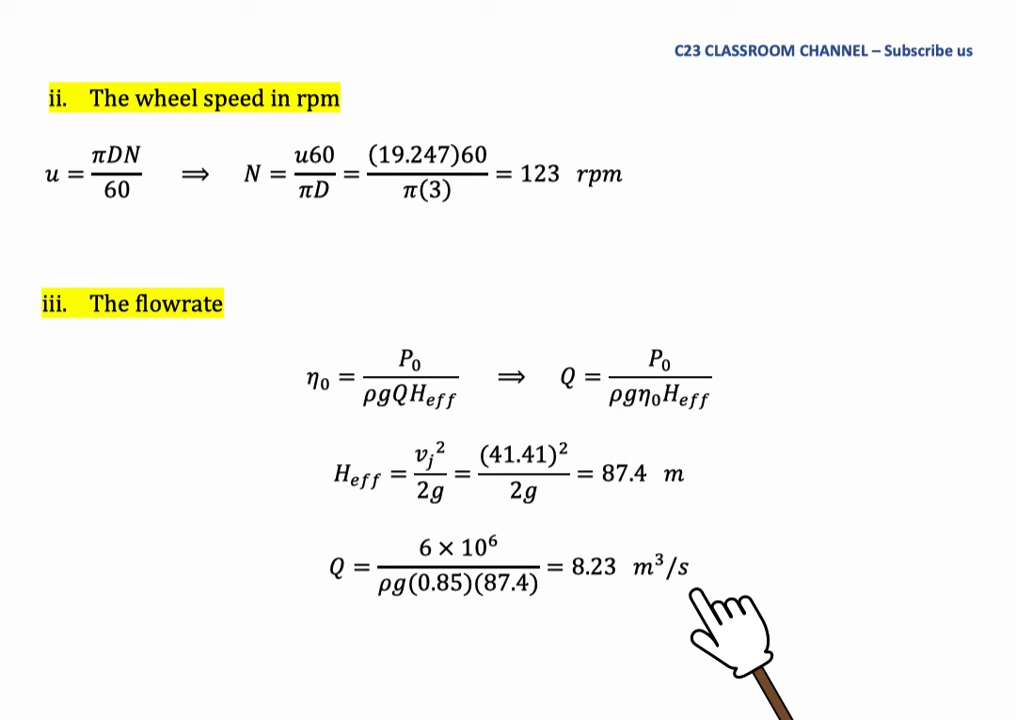 C23 CLASSROOM CHANNEL – Subscribe us
ii. The wheel speed in rpm
u = πDN / 60 ⟹ N = u60 / πD = (19.247)60 / π(3) = 123 rpm
iii. The flowrate
η₀ = P₀ / ρgQH_eff ⟹ Q = P₀ / ρgη₀H_eff
H_eff = v_j² / 2g = (41.41)² / 2g = 87.4 m
Q = 6 × 10⁶ / ρg(0.85)(87.4) = 8.23 m³/s